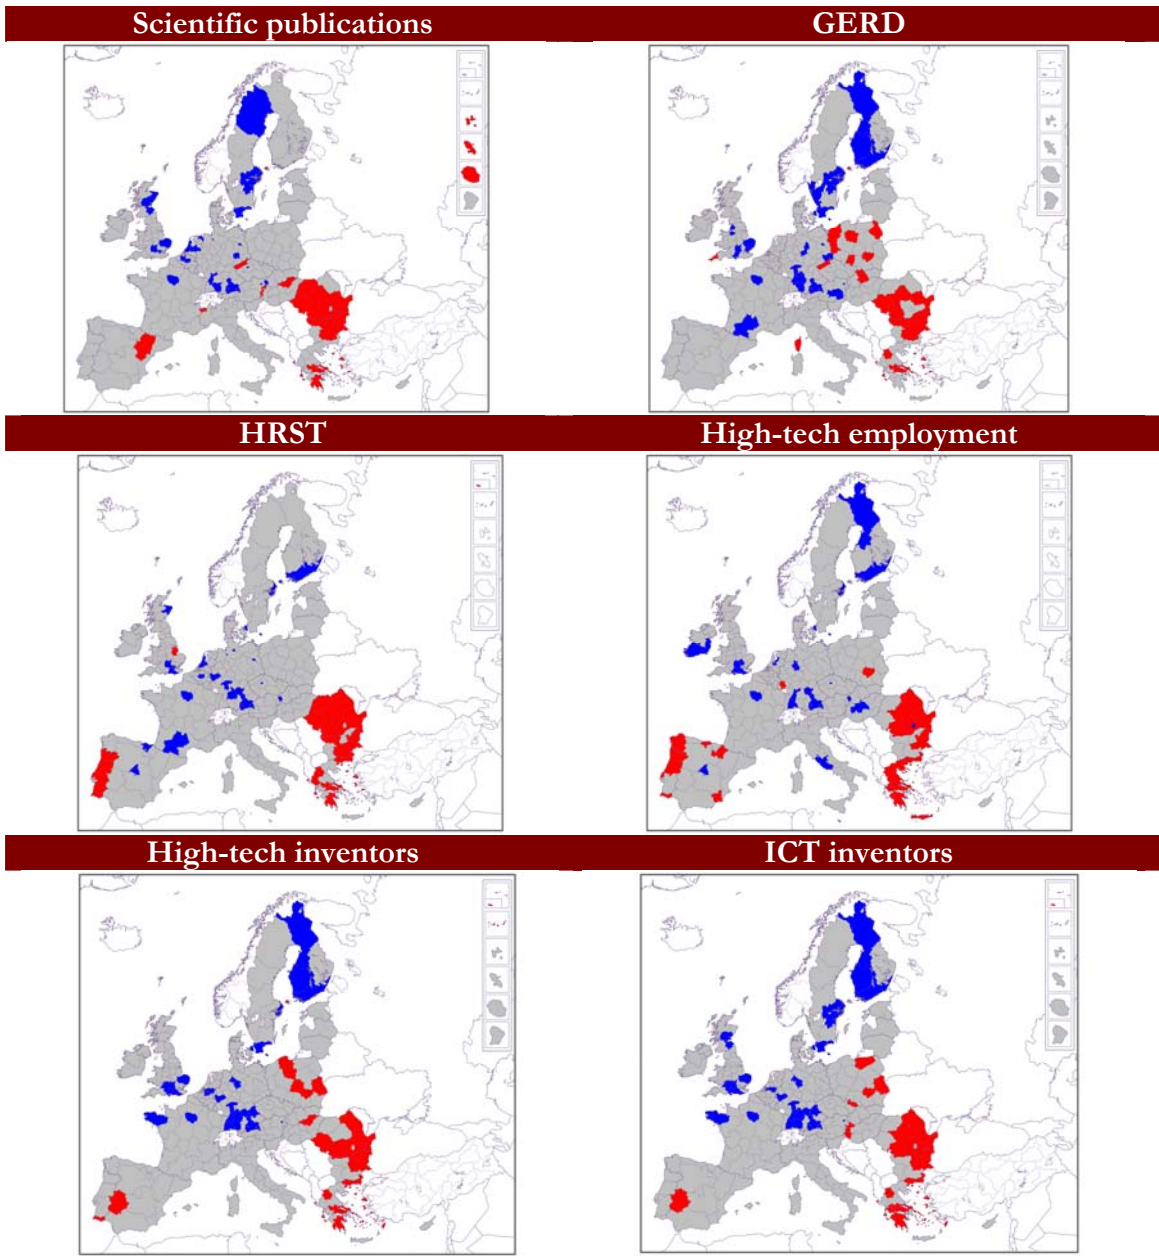 Scientific publications
GERD
HRST
High-tech employment
High-tech inventors
ICT inventors